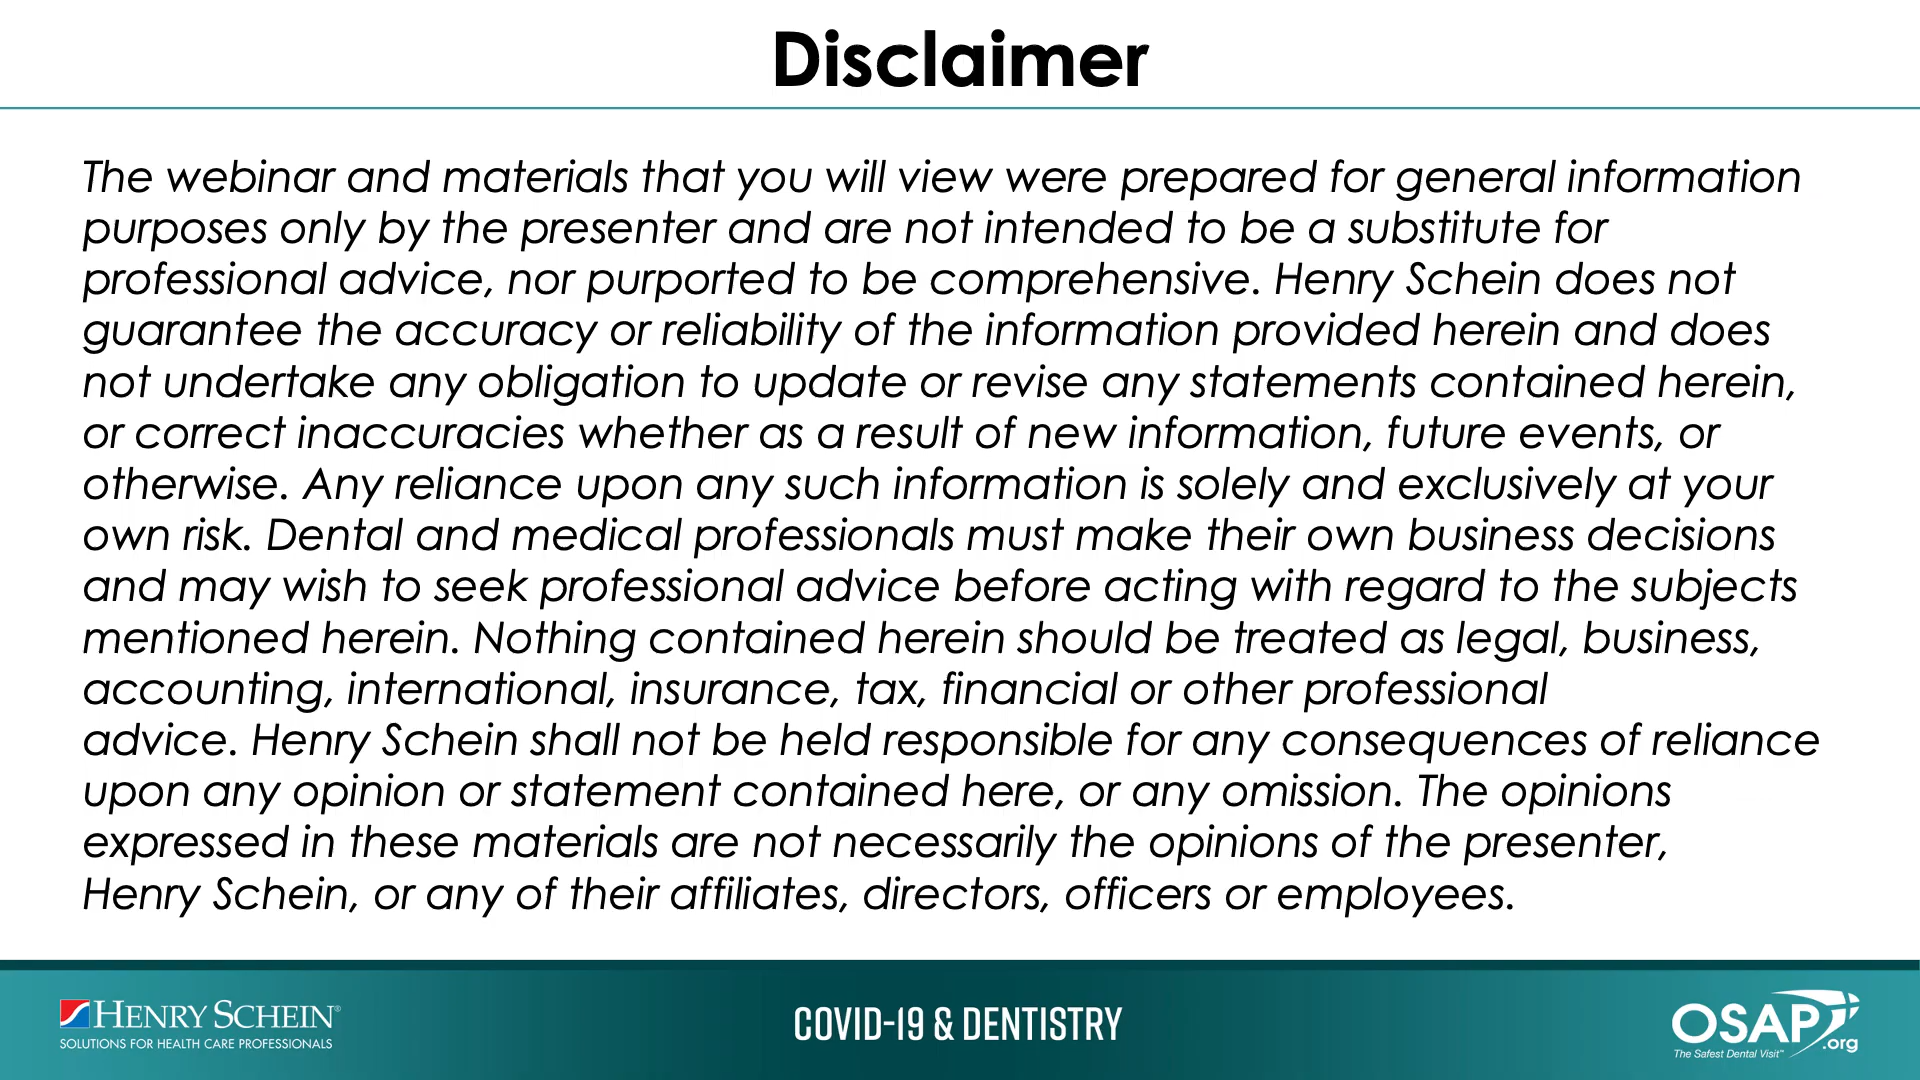 Disclaimer
The webinar and materials that you will view were prepared for general information
purposes only by the presenter and are not intended to be a substitute for
professional advice, nor purported to be comprehensive. Henry Schein does not
guarantee the accuracy or reliability of the information provided herein and does
not undertake any obligation to update or revise any statements contained herein,
or correct inaccuracies whether as a result of new information, future events, or
otherwise. Any reliance upon any such information is solely and exclusively at your
own risk. Dental and medical professionals must make their own business decisions
and may wish to seek professional advice before acting with regard to the subjects
mentioned herein. Nothing contained herein should be treated as legal, business,
accounting, international, insurance, tax, financial or other professional
advice. Henry Schein shall not be held responsible for any consequences of reliance
upon any opinion or statement contained here, or any omission. The opinions
expressed in these materials are not necessarily the opinions of the presenter,
Henry Schein, or any of their affiliates, directors, officers or employees.
HENRY SCHEIN®
SOLUTIONS FOR HEALTH CARE PROFESSIONALS
COVID-19 & DENTISTRY
OSAP
.org
The Safest Dental Visit™